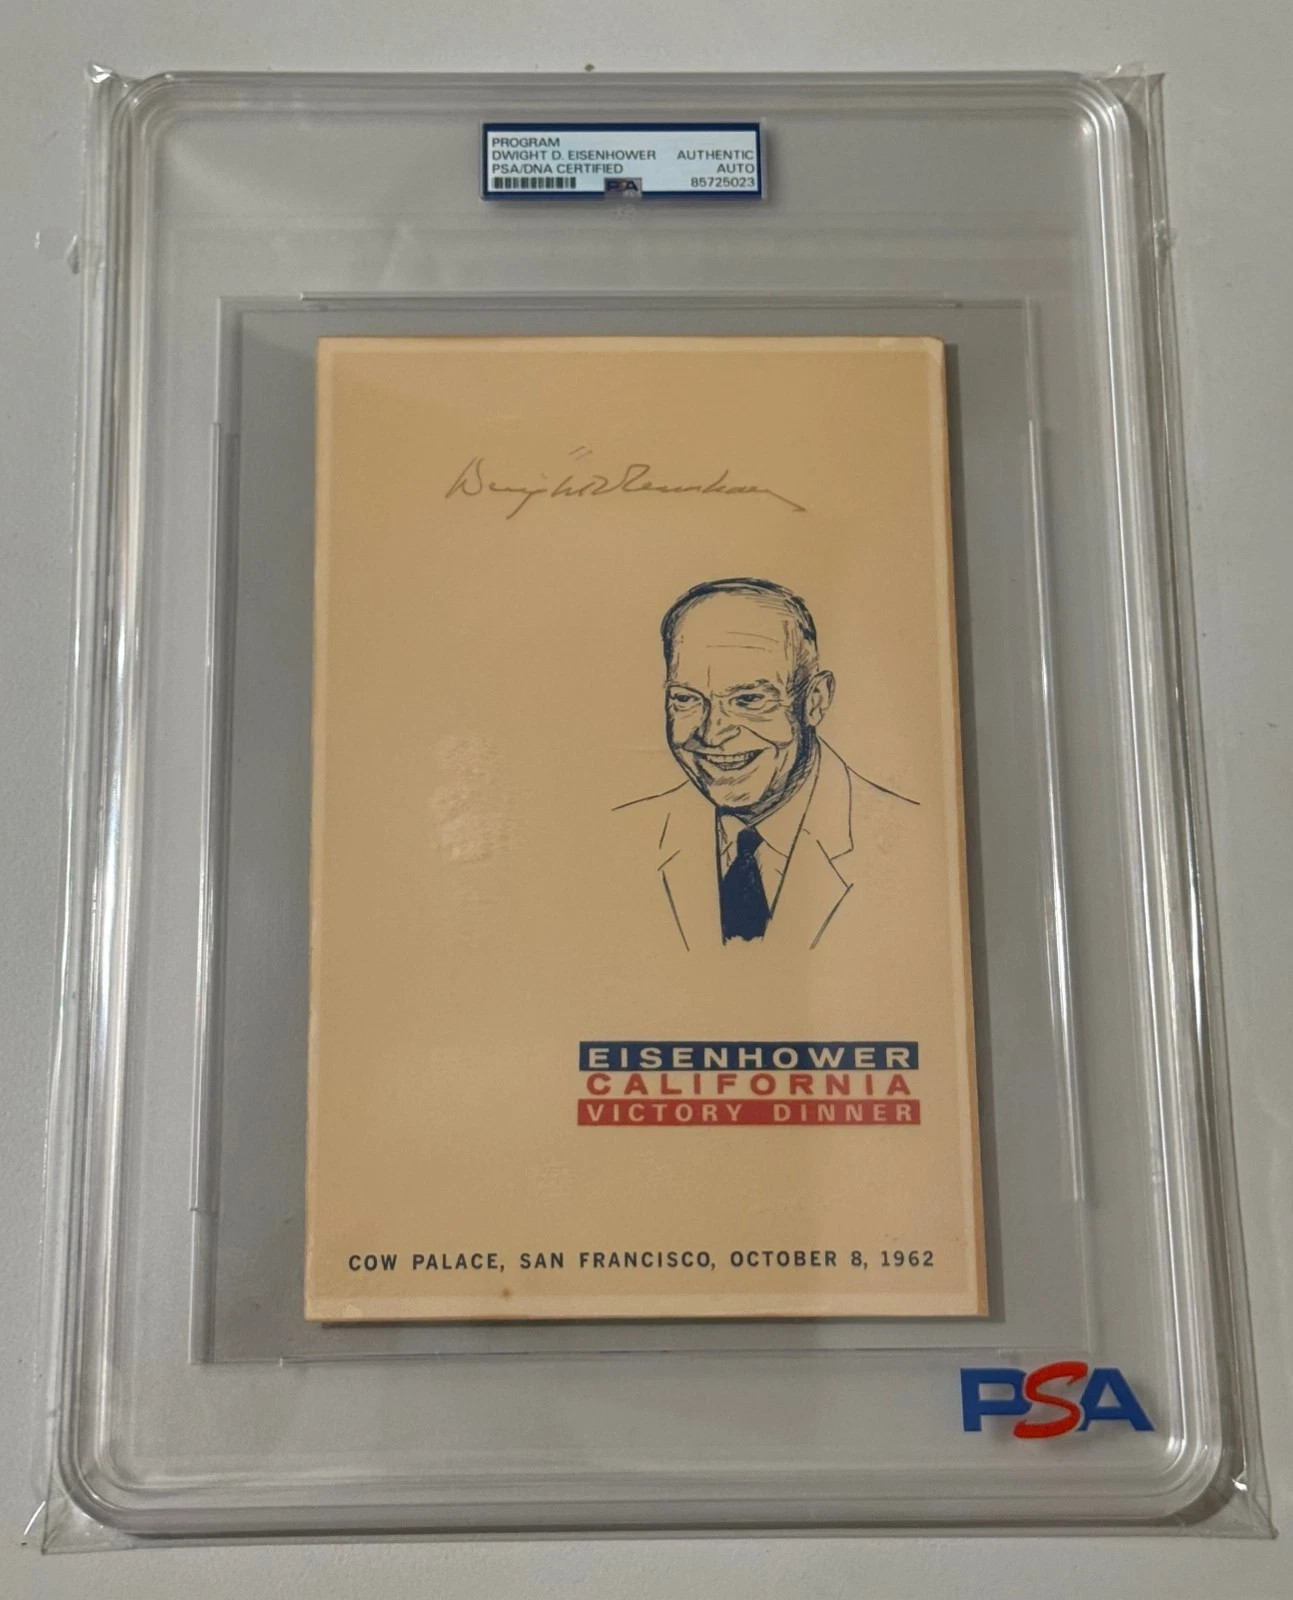 PROGRAM
DWIGHT D. EISENHOWER AUTHENTIC
PSA/DNA CERTIFIED AUTO
PSA 85725023
Dwight D Eisenhower
EISENHOWER
CALIFORNIA
VICTORY DINNER
COW PALACE, SAN FRANCISCO, OCTOBER 8, 1962
PSA